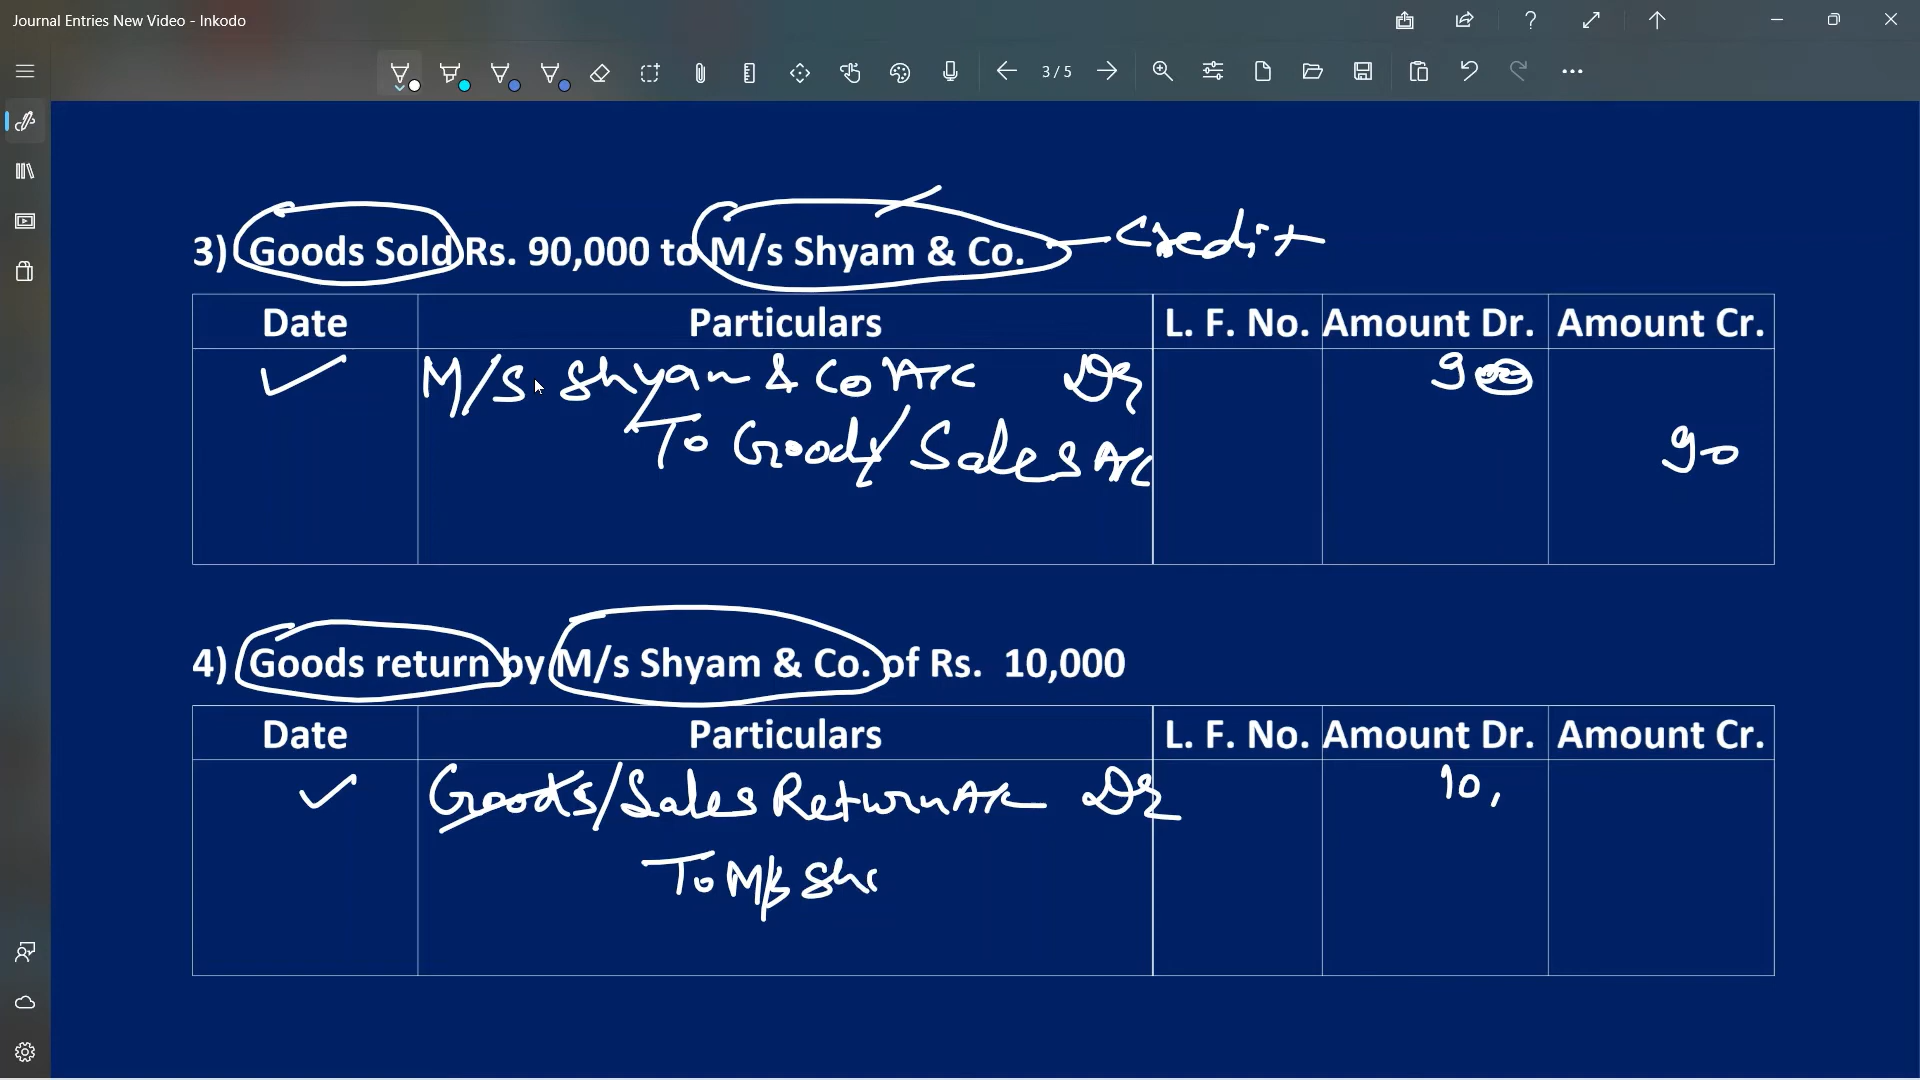 Journal Entries New Video - Inkodo
3 / 5
3) Goods Sold Rs. 90,000 to M/s Shyam & Co. - Credit
Date Particulars L. F. No. Amount Dr. Amount Cr.
M/s. Shyam & Co A/c Dr 90
To Goods/Sales A/c 90
4) Goods return by M/s Shyam & Co. of Rs. 10,000
Date Particulars L. F. No. Amount Dr. Amount Cr.
Goods/Sales Return A/c Dr 10,
To M/s Sh